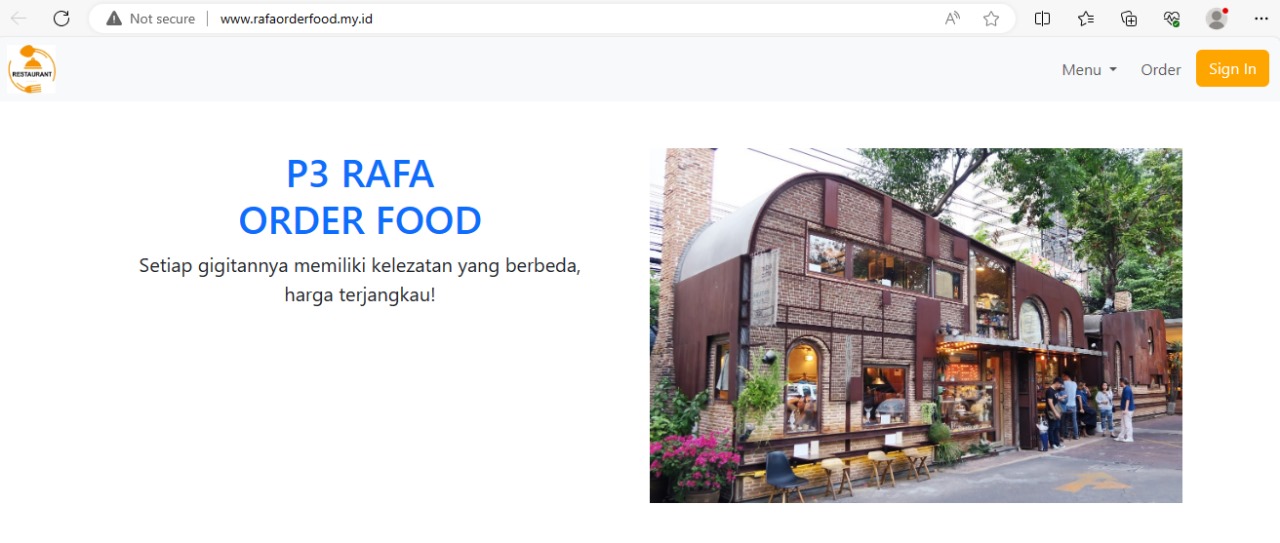 Not secure
www.rafaorderfood.my.id
RESTAURANT
Menu
Order
Sign In
P3 RAFA
ORDER FOOD
Setiap gigitannya memiliki kelezatan yang berbeda,
harga terjangkau!